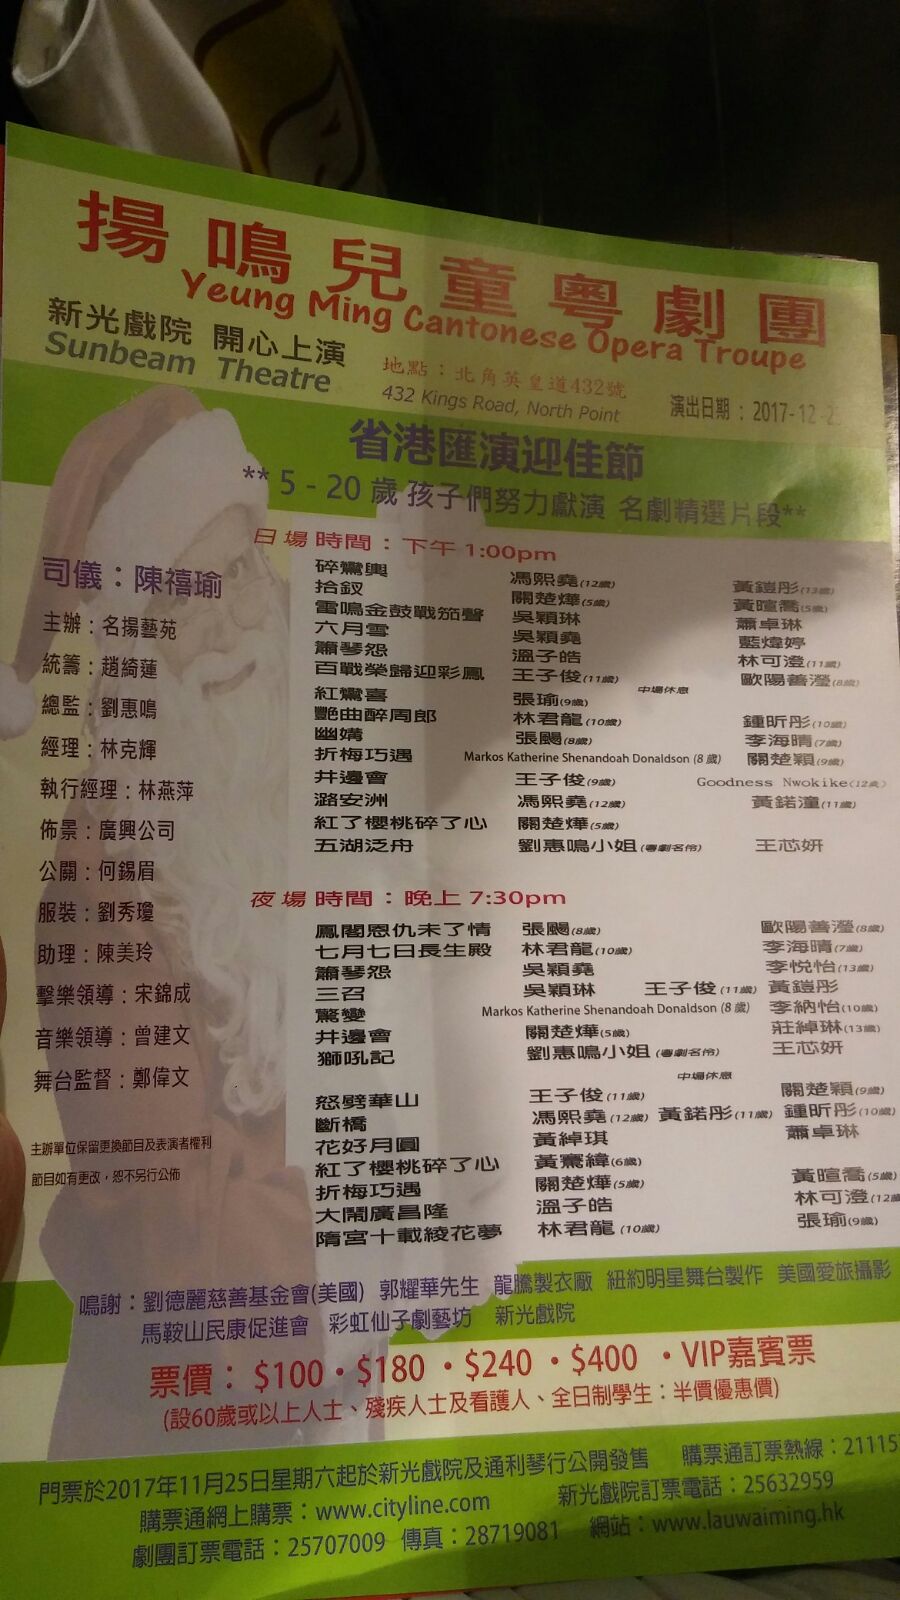 揚鳴兒童粵劇團
Yeung Ming Cantonese Opera Troupe
新光戲院 開心上演
Sunbeam Theatre
地點：北角英皇道432號
432 Kings Road, North Point
演出日期：2017-12-2
省港匯演迎佳節
**5 - 20 歲 孩子們努力獻演 名劇精選片段**
司儀：陳禧瑜
主辦：名揚藝苑
統籌：趙綺蓮
總監：劉惠鳴
經理：林克輝
執行經理：林燕萍
佈景：廣興公司
公關：何錫眉
服裝：劉秀瓊
助理：陳美玲
擊樂領導：宋錦成
音樂領導：曾建文
舞台監督：鄭偉文
主辦單位保留更換節目及表演者權利
節目如有更改，恕不另行公佈
日場時間：下午 1:00pm
碎鸞輿 馮熙堯(12歲) 黃鎧彤(13歲)
拾釵 關楚燁(5歲) 黃暄喬(5歲)
雷鳴金鼓戰笳聲 吳穎琳 蕭卓琳
六月雪 吳穎堯 藍煒婷
簫琴怨 溫子皓 林可澄(11歲)
百戰榮歸迎彩鳳 王子俊(11歲) 歐陽善瀅(8歲)
中場休息
紅鸞喜 張瑜(9歲)
艷曲醉周郎 林君龍(10歲) 鍾昕彤(10歲)
幽媾 張颺(8歲) 李海晴(7歲)
折梅巧遇 Markos Katherine Shenandoah Donaldson (8歲) 關楚穎(9歲)
井邊會 王子俊(9歲) Goodness Nwokike(12歲)
潞安洲 馮熙堯(12歲) 黃鍩潼(11歲)
紅了櫻桃碎了心 關楚燁(5歲)
五湖泛舟 劉惠鳴小姐(粵劇名伶) 王芯妍
夜場時間：晚上 7:30pm
鳳閣恩仇未了情 張颺(8歲) 歐陽善瀅(8歲)
七月七日長生殿 林君龍(10歲) 李海晴(7歲)
簫琴怨 吳穎堯 李悅怡(13歲)
三召 吳穎琳 王子俊(11歲) 黃鎧彤
驚變 Markos Katherine Shenandoah Donaldson (8歲) 李納怡(10歲)
井邊會 關楚燁(5歲) 莊綽琳(13歲)
獅吼記 劉惠鳴小姐(粵劇名伶) 王芯妍
中場休息
怒劈華山 王子俊(11歲) 關楚穎(9歲)
斷橋 馮熙堯(12歲) 黃鍩彤(11歲) 鍾昕彤(10歲)
花好月圓 黃綽琪 蕭卓琳
紅了櫻桃碎了心 黃騫緯(6歲)
折梅巧遇 關楚燁(5歲) 黃暄喬(5歲)
大鬧廣昌隆 溫子皓 林可澄(12歲
隋宮十載綾花夢 林君龍(10歲) 張瑜(9歲)
鳴謝：劉德麗慈善基金會(美國) 郭耀華先生 龍騰製衣廠 紐約明星舞台製作 美國愛旅攝影
馬鞍山民康促進會 彩虹仙子劇藝坊 新光戲院
票價：$100・$180・$240・$400・VIP嘉賓票
(設60歲或以上人士、殘疾人士及看護人、全日制學生：半價優惠價)
門票於2017年11月25日星期六起於新光戲院及通利琴行公開發售 購票通訂票熱線：21115
購票通網上購票：www.cityline.com 新光戲院訂票電話：25632959
劇團訂票電話：25707009 傳真：28719081 網站：www.lauwaiming.hk